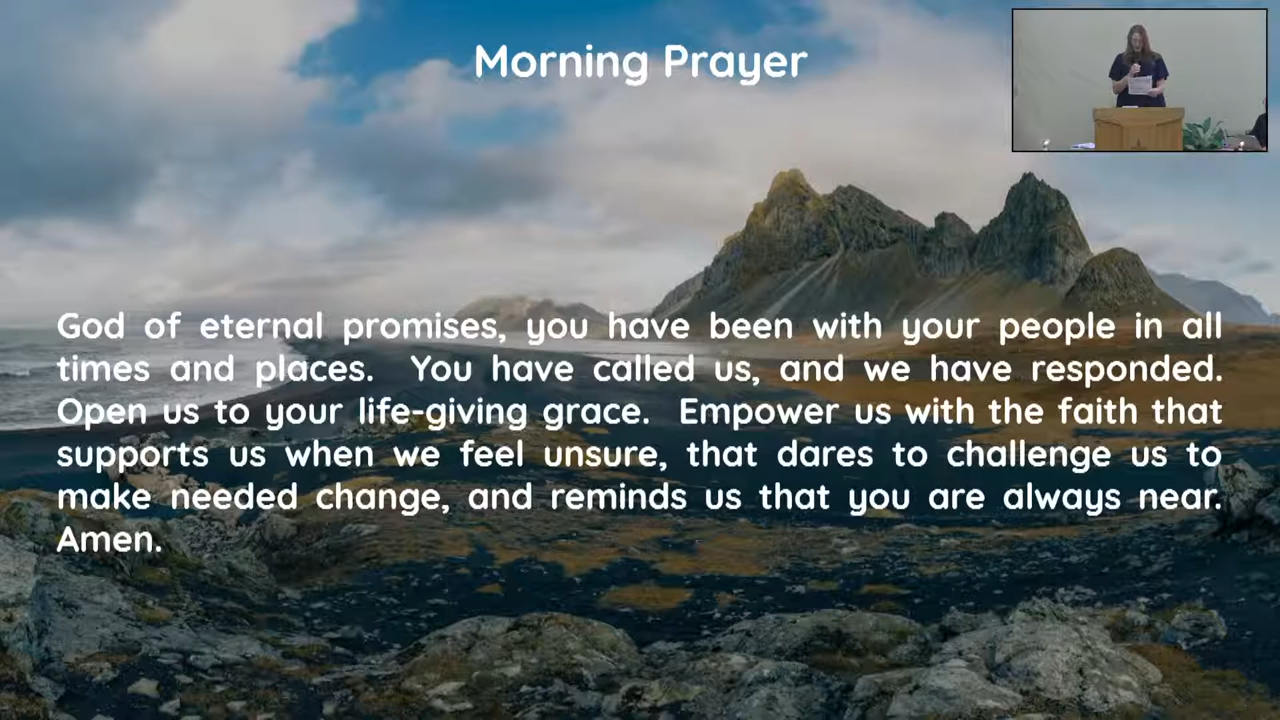 Morning Prayer
God of eternal promises, you have been with your people in all
times and places. You have called us, and we have responded.
Open us to your life-giving grace. Empower us with the faith that
supports us when we feel unsure, that dares to challenge us to
make needed change, and reminds us that you are always near.
Amen.